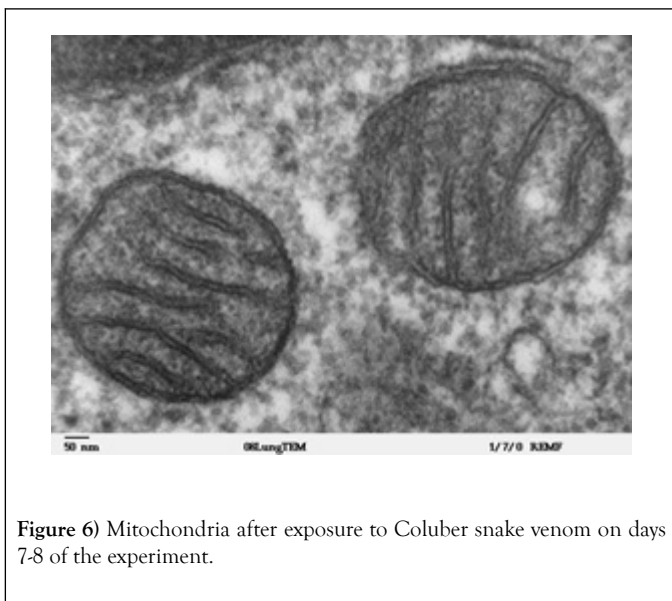 50 nm 08LungTEM 1/7/0 REMF
Figure 6) Mitochondria after exposure to Coluber snake venom on days
7-8 of the experiment.